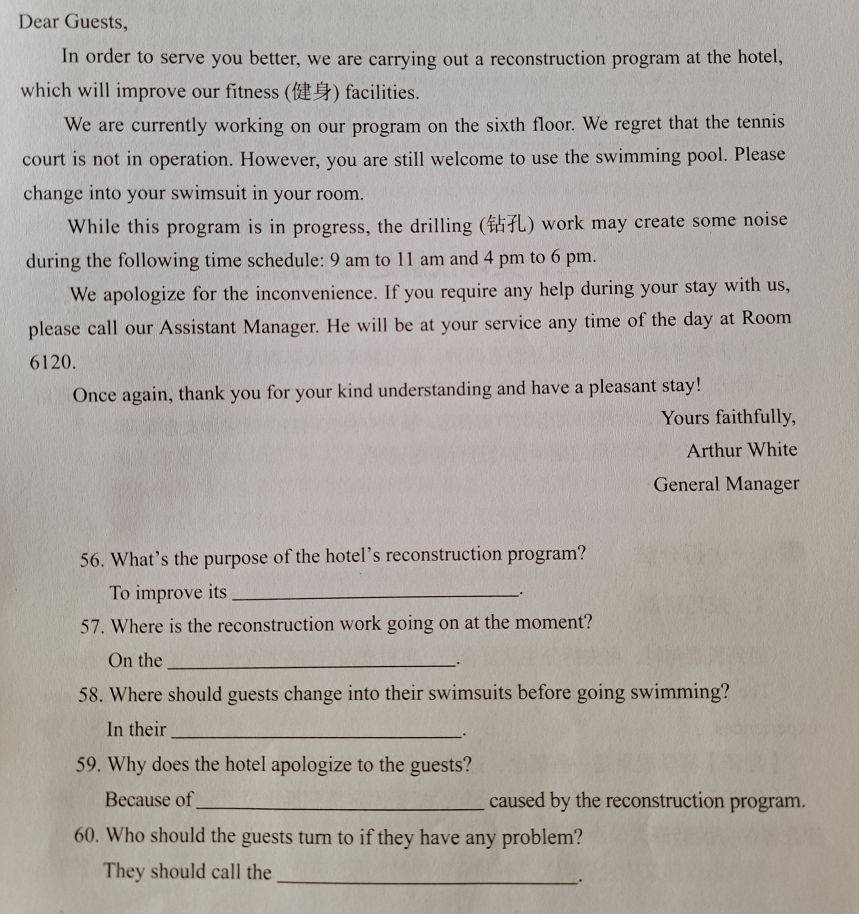 Dear Guests,
In order to serve you better, we are carrying out a reconstruction program at the hotel,
which will improve our fitness (健身) facilities.
We are currently working on our program on the sixth floor. We regret that the tennis
court is not in operation. However, you are still welcome to use the swimming pool. Please
change into your swimsuit in your room.
While this program is in progress, the drilling (钻孔) work may create some noise
during the following time schedule: 9 am to 11 am and 4 pm to 6 pm.
We apologize for the inconvenience. If you require any help during your stay with us,
please call our Assistant Manager. He will be at your service any time of the day at Room
6120.
Once again, thank you for your kind understanding and have a pleasant stay!
Yours faithfully,
Arthur White
General Manager
56. What's the purpose of the hotel's reconstruction program?
To improve its ______________________________.
57. Where is the reconstruction work going on at the moment?
On the ______________________________.
58. Where should guests change into their swimsuits before going swimming?
In their ______________________________.
59. Why does the hotel apologize to the guests?
Because of ______________________________ caused by the reconstruction program.
60. Who should the guests turn to if they have any problem?
They should call the ______________________________.